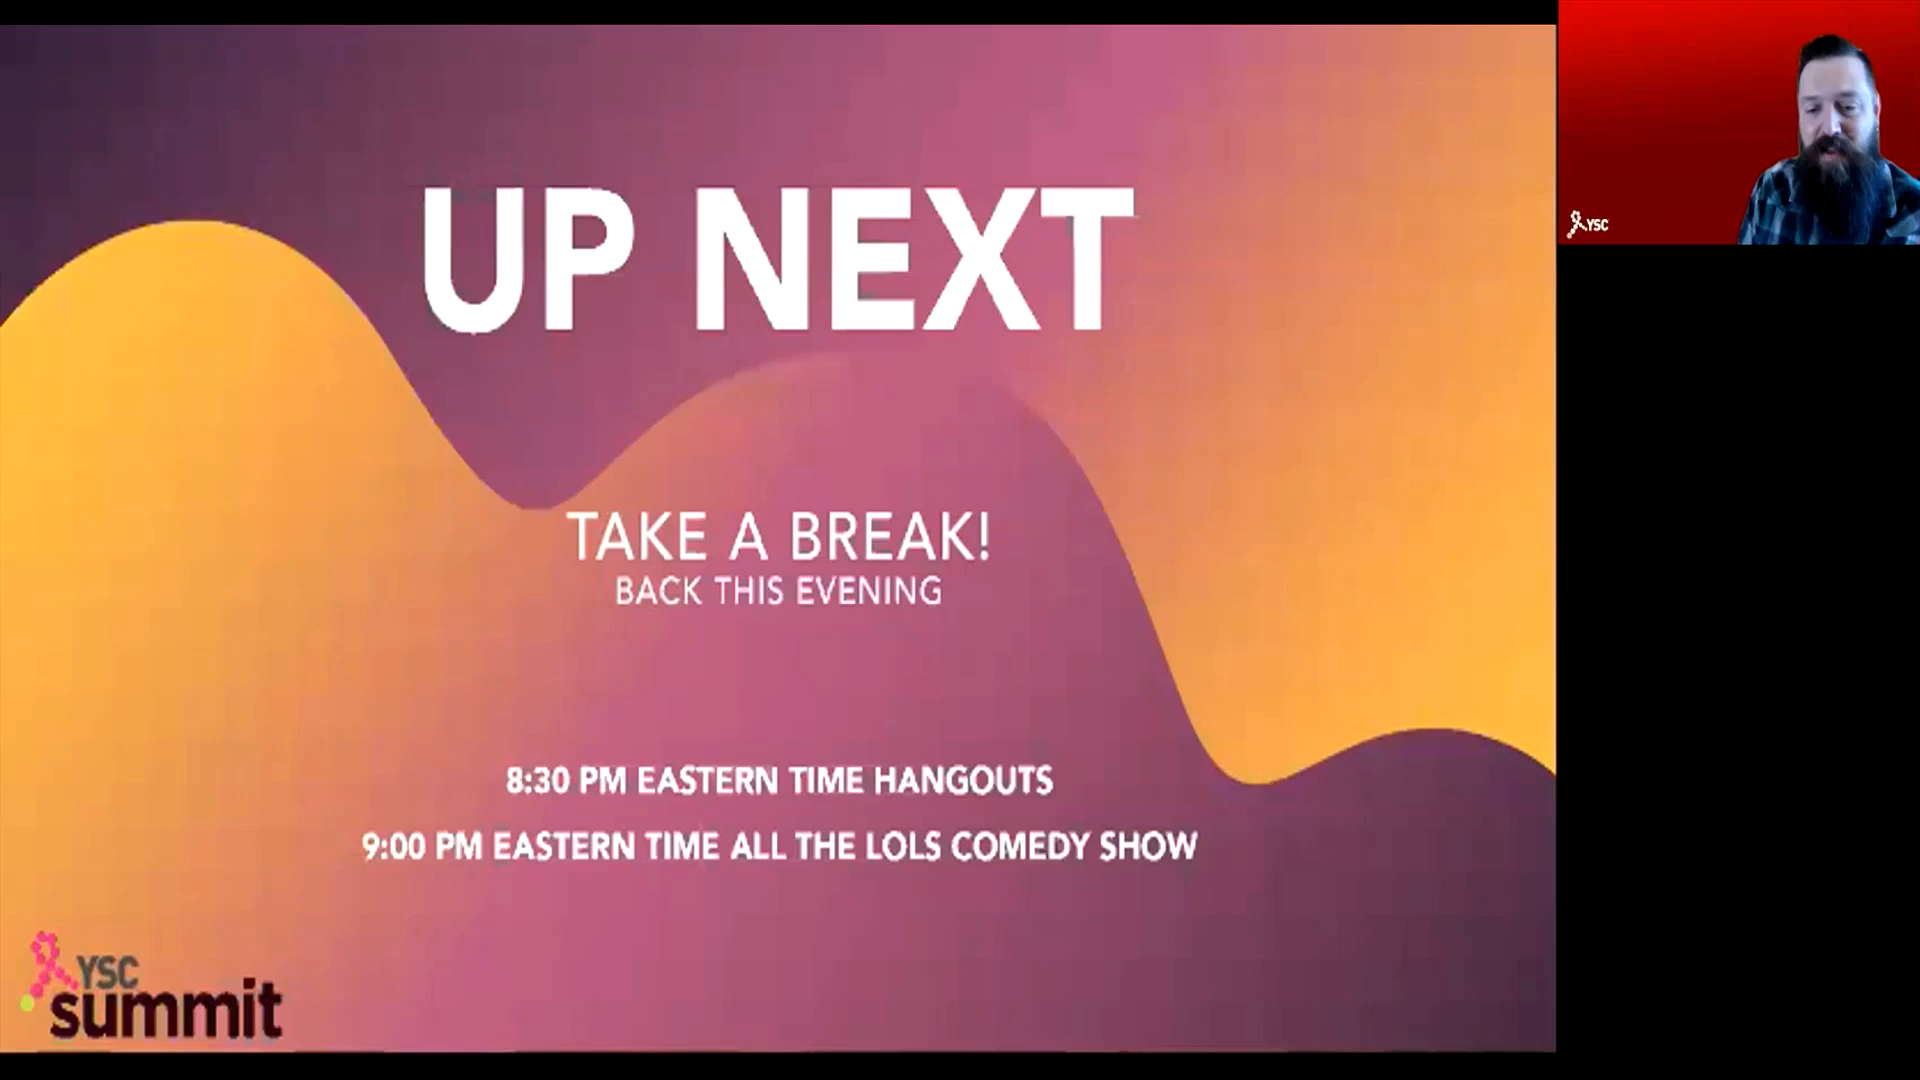 UP NEXT
TAKE A BREAK!
BACK THIS EVENING
8:30 PM EASTERN TIME HANGOUTS
9:00 PM EASTERN TIME ALL THE LOLS COMEDY SHOW
YSC
summit
YSC